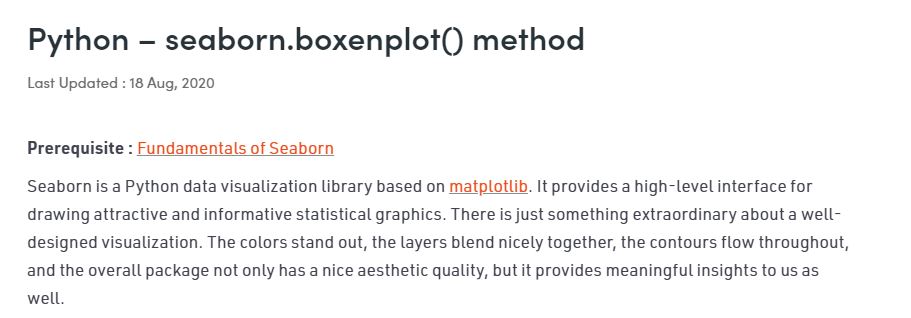 Python – seaborn.boxenplot() method
Last Updated : 18 Aug, 2020
Prerequisite : Fundamentals of Seaborn
Seaborn is a Python data visualization library based on matplotlib. It provides a high-level interface for
drawing attractive and informative statistical graphics. There is just something extraordinary about a well-
designed visualization. The colors stand out, the layers blend nicely together, the contours flow throughout,
and the overall package not only has a nice aesthetic quality, but it provides meaningful insights to us as
well.